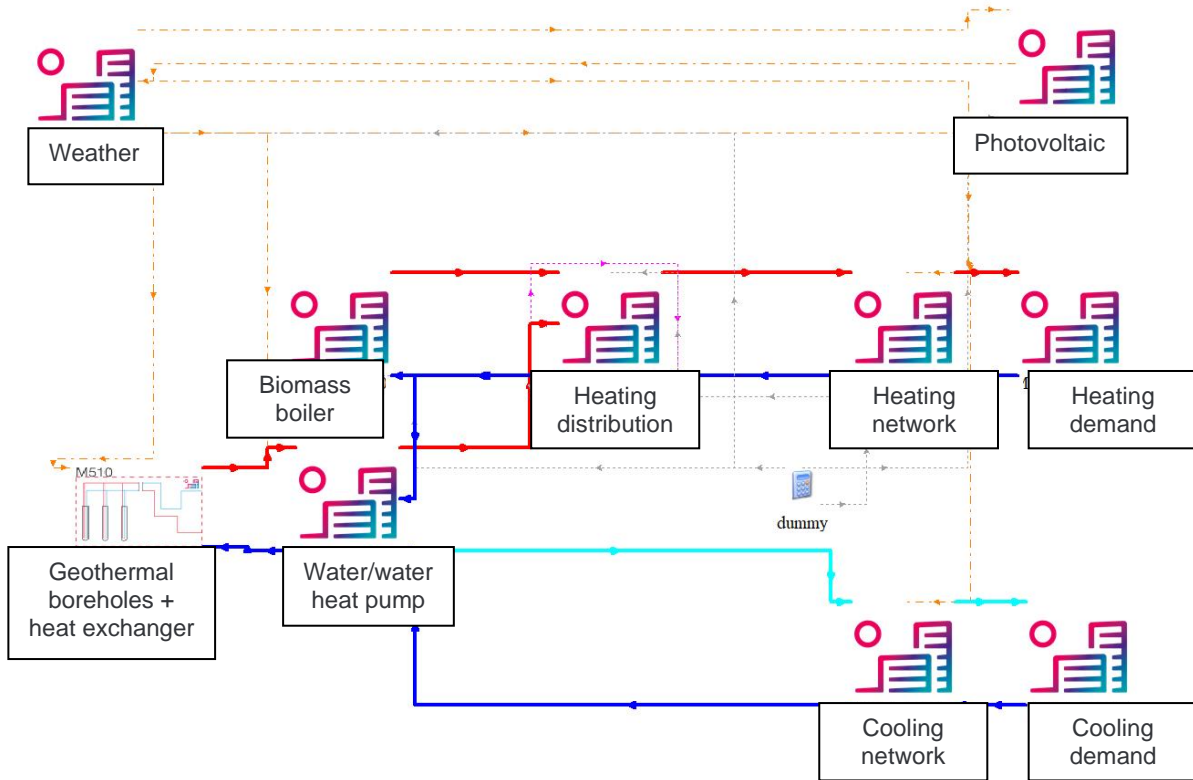 Weather
Photovoltaic
Biomass
boiler
Heating
distribution
Heating
network
Heating
demand
M510
dummy
Geothermal
boreholes +
heat exchanger
Water/water
heat pump
Cooling
network
Cooling
demand